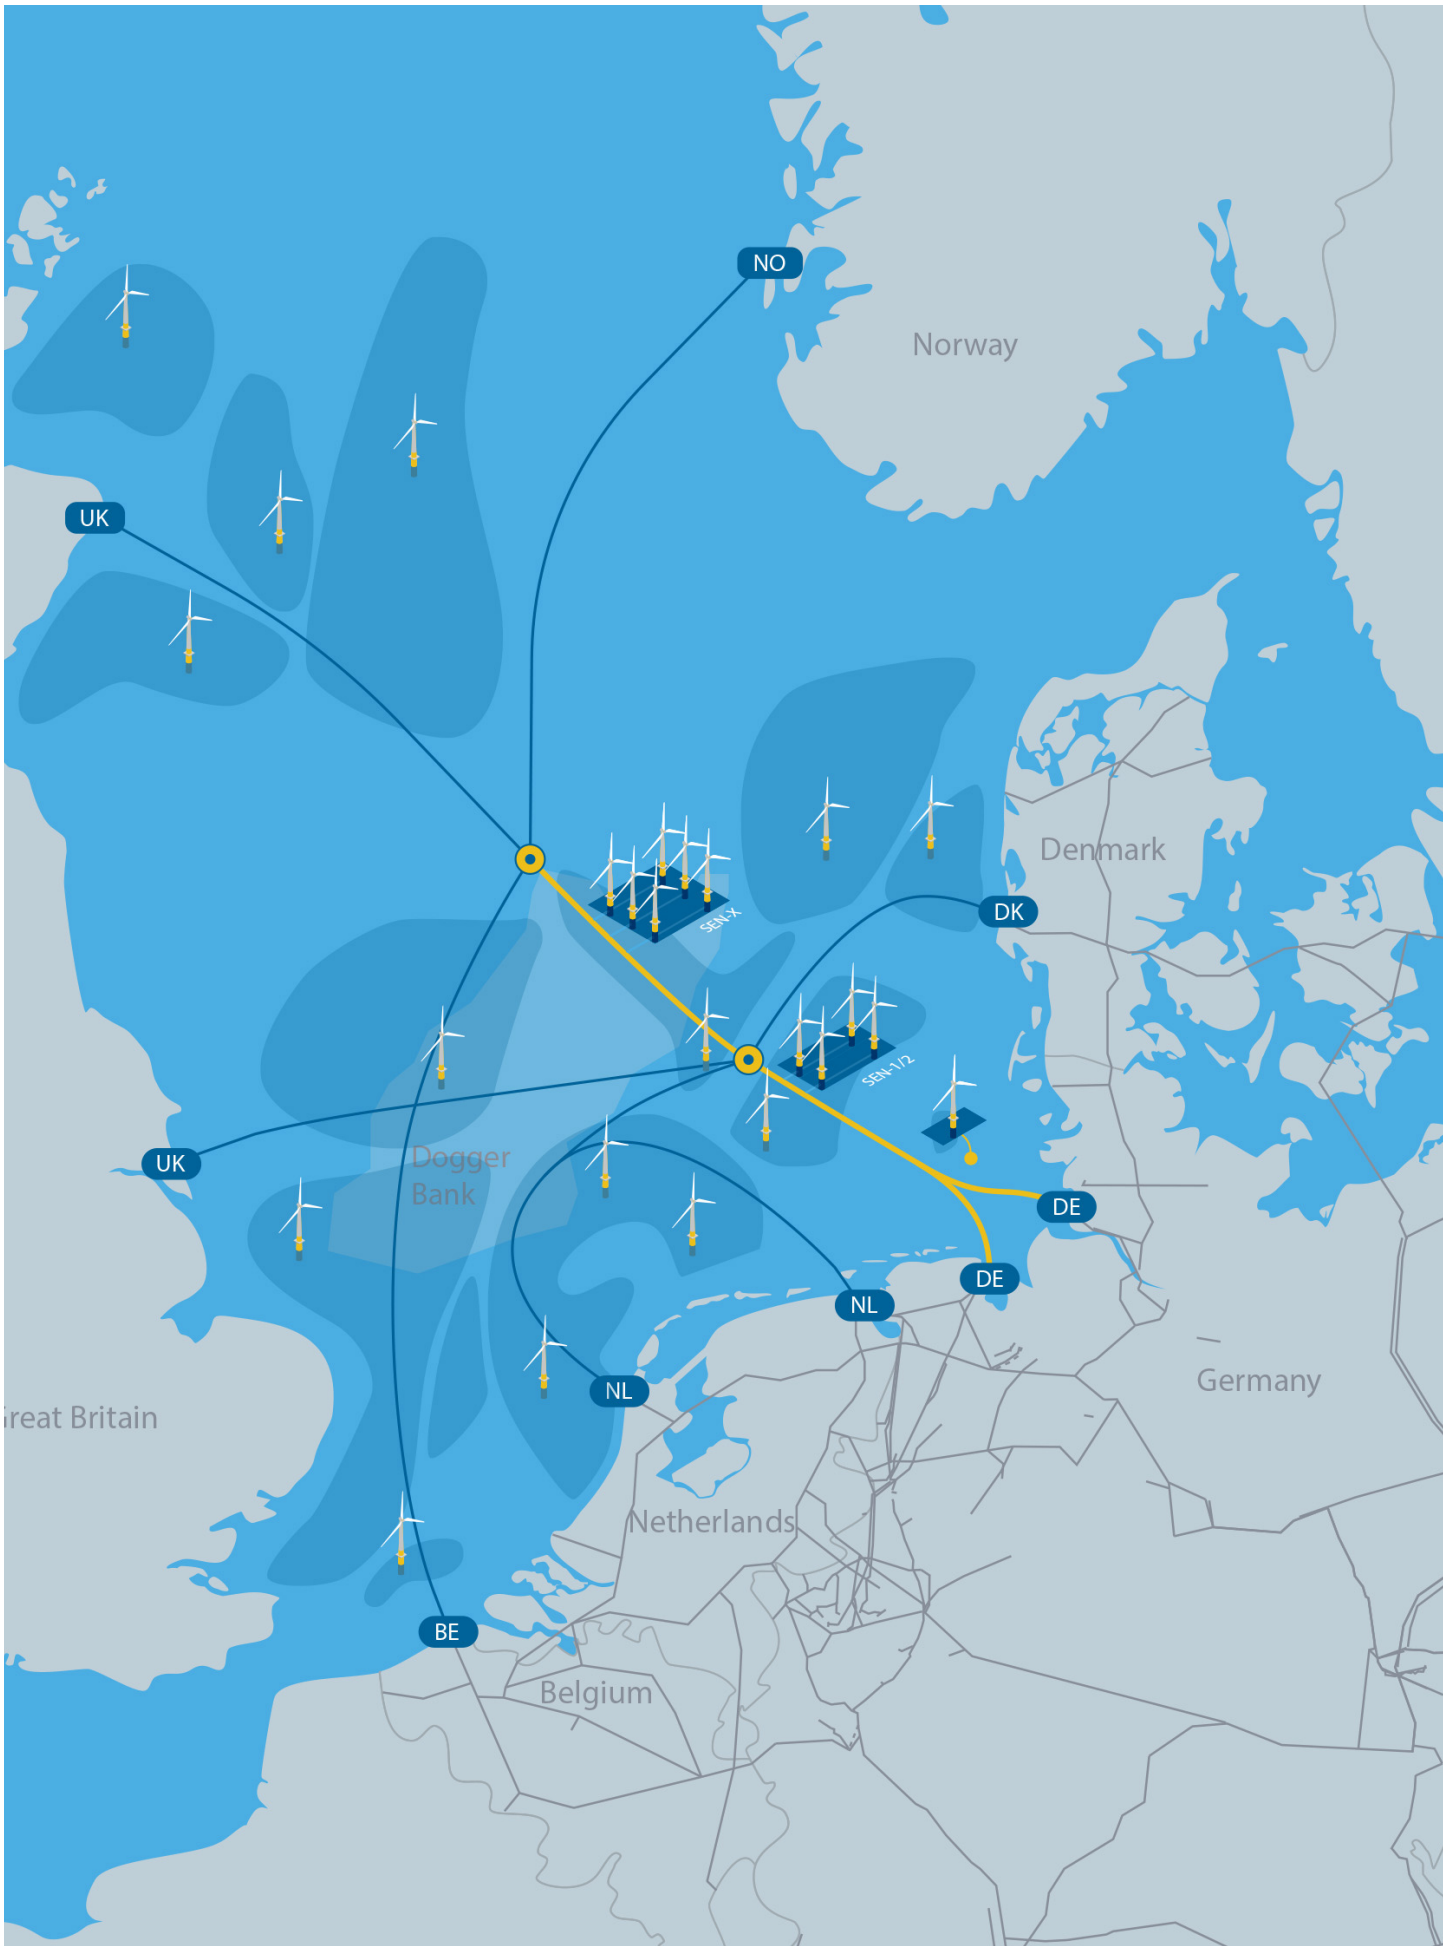 NO
Norway
UK
Denmark
DK
SEN-X
SEN-1/2
UK
Dogger
Bank
DE
DE
NL
NL
Germany
Great Britain
Netherlands
BE
Belgium